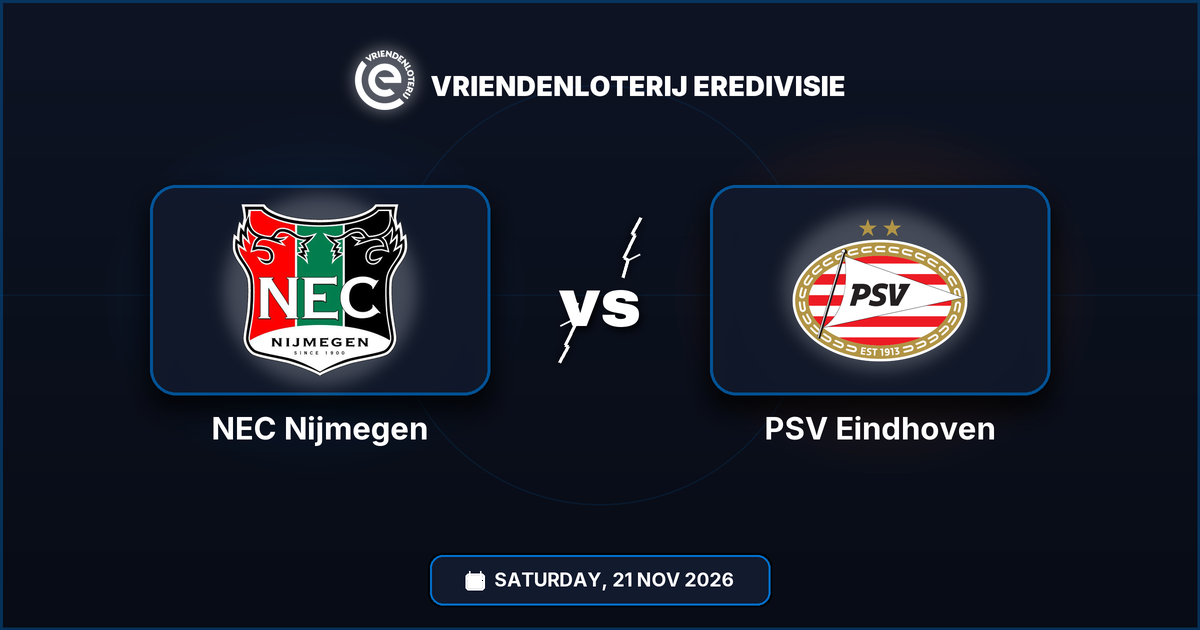 VRIENDENLOTERIJ
e
VRIENDENLOTERIJ EREDIVISIE
NEC
NIJMEGEN
SINCE 1900
vs
PSV
EST 1913
NEC Nijmegen
PSV Eindhoven
SATURDAY, 21 NOV 2026